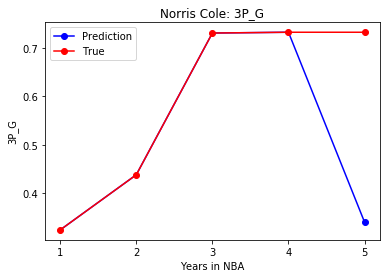 Norris Cole: 3P_G
Prediction
True
3P_G
0.7
0.6
0.5
0.4
1 2 3 4 5
Years in NBA